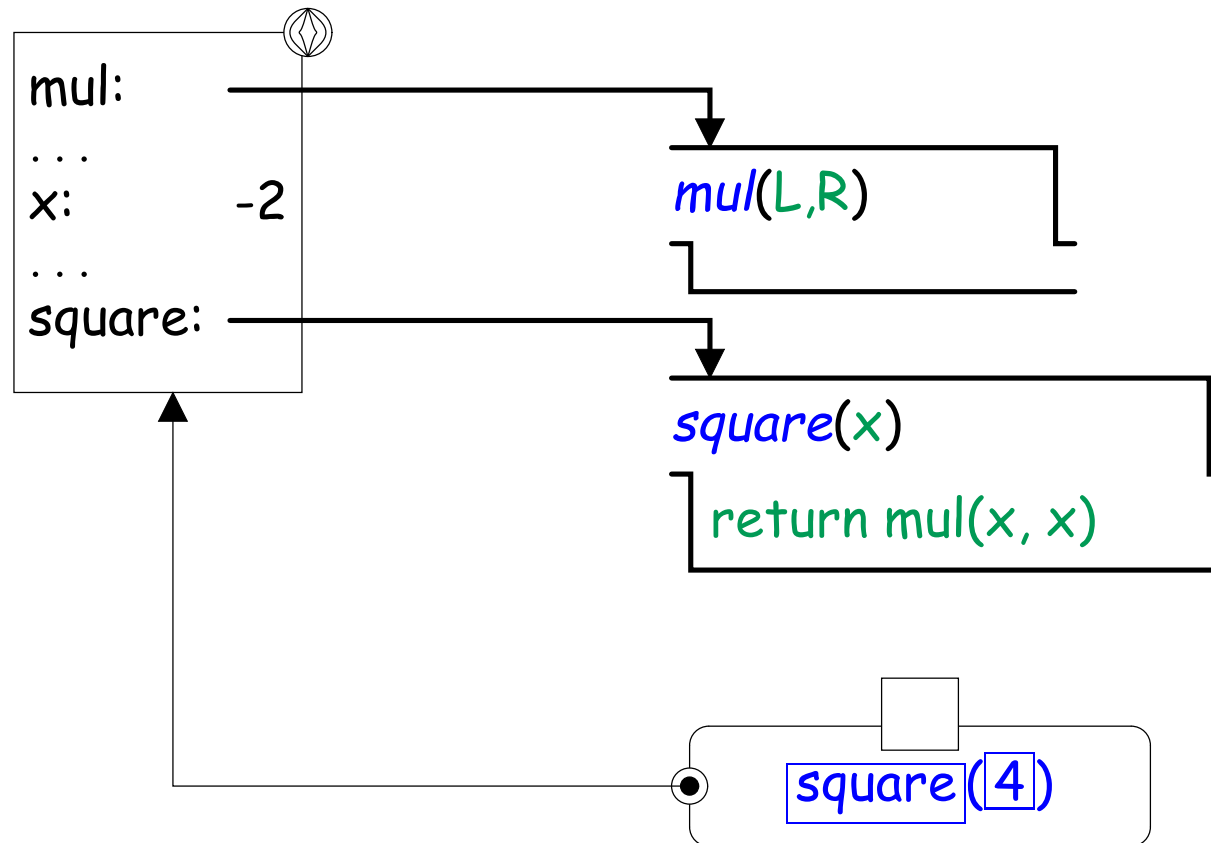 mul:
. . .
x: -2
. . .
square:
mul(L,R)
square(x)
return mul(x, x)
square(4)